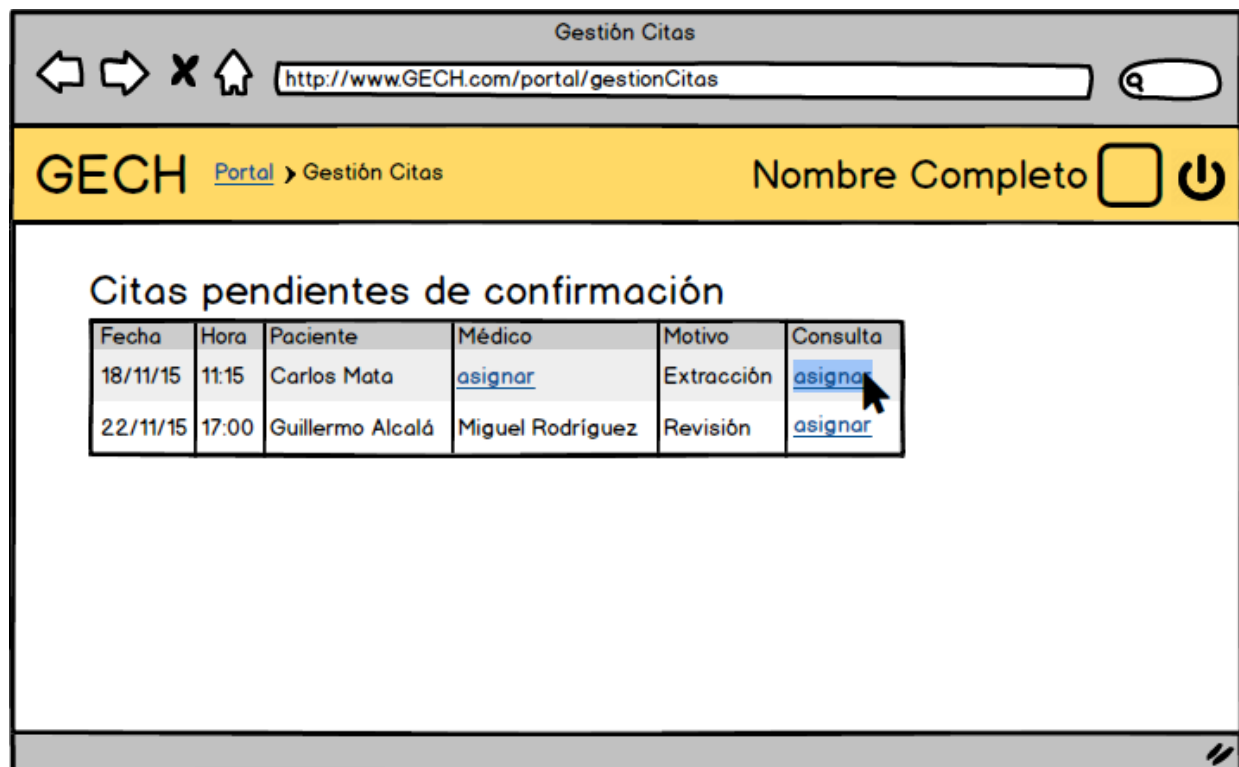 Gestión Citas
http://www.GECH.com/portal/gestionCitas
GECH Portal > Gestión Citas Nombre Completo
Citas pendientes de confirmación
Fecha Hora Paciente Médico Motivo Consulta
18/11/15 11:15 Carlos Mata asignar Extracción asignar
22/11/15 17:00 Guillermo Alcalá Miguel Rodríguez Revisión asignar